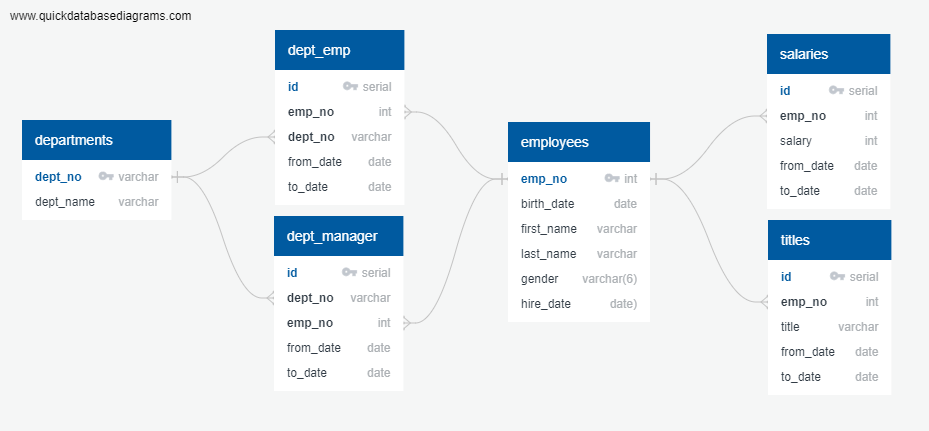 www.quickdatabasediagrams.com
departments
dept_no varchar
dept_name varchar
dept_emp
id serial
emp_no int
dept_no varchar
from_date date
to_date date
dept_manager
id serial
dept_no varchar
emp_no int
from_date date
to_date date
employees
emp_no int
birth_date date
first_name varchar
last_name varchar
gender varchar(6)
hire_date date)
salaries
id serial
emp_no int
salary int
from_date date
to_date date
titles
id serial
emp_no int
title varchar
from_date date
to_date date